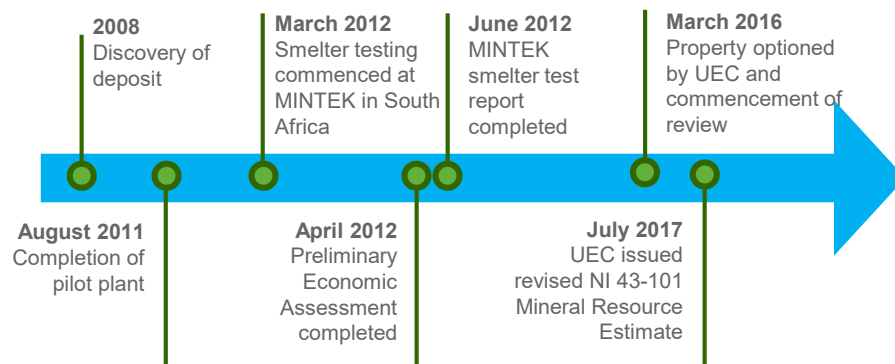 2008
Discovery of
deposit
March 2012
Smelter testing
commenced at
MINTEK in South
Africa
June 2012
MINTEK
smelter test
report
completed
March 2016
Property optioned
by UEC and
commencement of
review
August 2011
Completion of
pilot plant
April 2012
Preliminary
Economic
Assessment
completed
July 2017
UEC issued
revised NI 43-101
Mineral Resource
Estimate